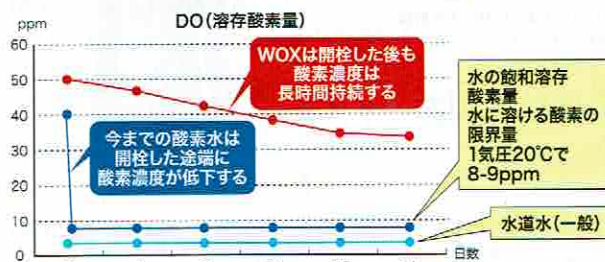 ppm
DO(溶存酸素量)
60
50
40
30
20
10
0
WOXは開栓した後も
酸素濃度は
長時間持続する
今までの酸素水は
開栓した途端に
酸素濃度が低下する
水の飽和溶存
酸素量
水に溶ける酸素の
限界量
1気圧20℃で
8-9ppm
水道水(一般)
日数